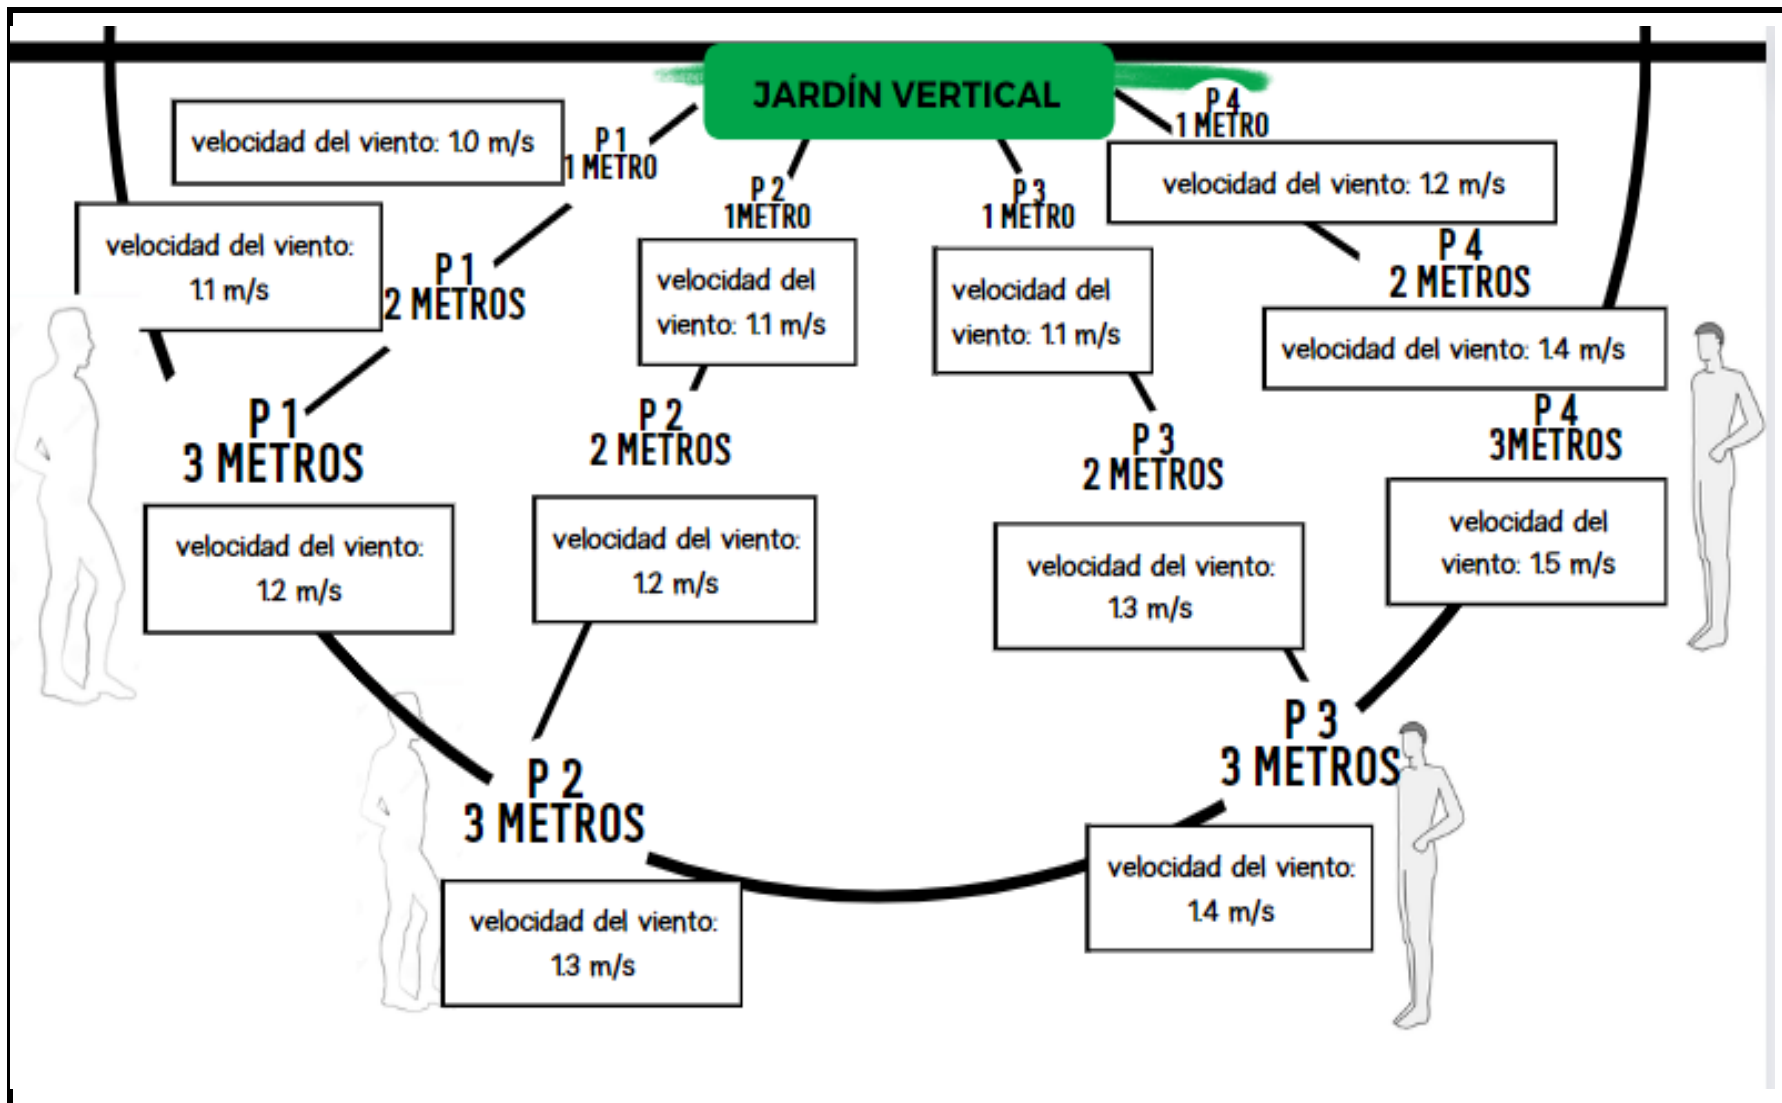 JARDÍN VERTICAL
velocidad del viento: 1.0 m/s
P 1
1 METRO
velocidad del viento:
1.1 m/s
P 1
2 METROS
P 1
3 METROS
velocidad del viento:
1.2 m/s
P 2
1METRO
velocidad del
viento: 1.1 m/s
P 2
2 METROS
velocidad del viento:
1.2 m/s
P 2
3 METROS
velocidad del viento:
1.3 m/s
P 3
1 METRO
velocidad del
viento: 1.1 m/s
P 3
2 METROS
velocidad del viento:
1.3 m/s
P 3
3 METROS
velocidad del viento:
1.4 m/s
P 4
1 METRO
velocidad del viento: 1.2 m/s
P 4
2 METROS
velocidad del viento: 1.4 m/s
P 4
3METROS
velocidad del
viento: 1.5 m/s